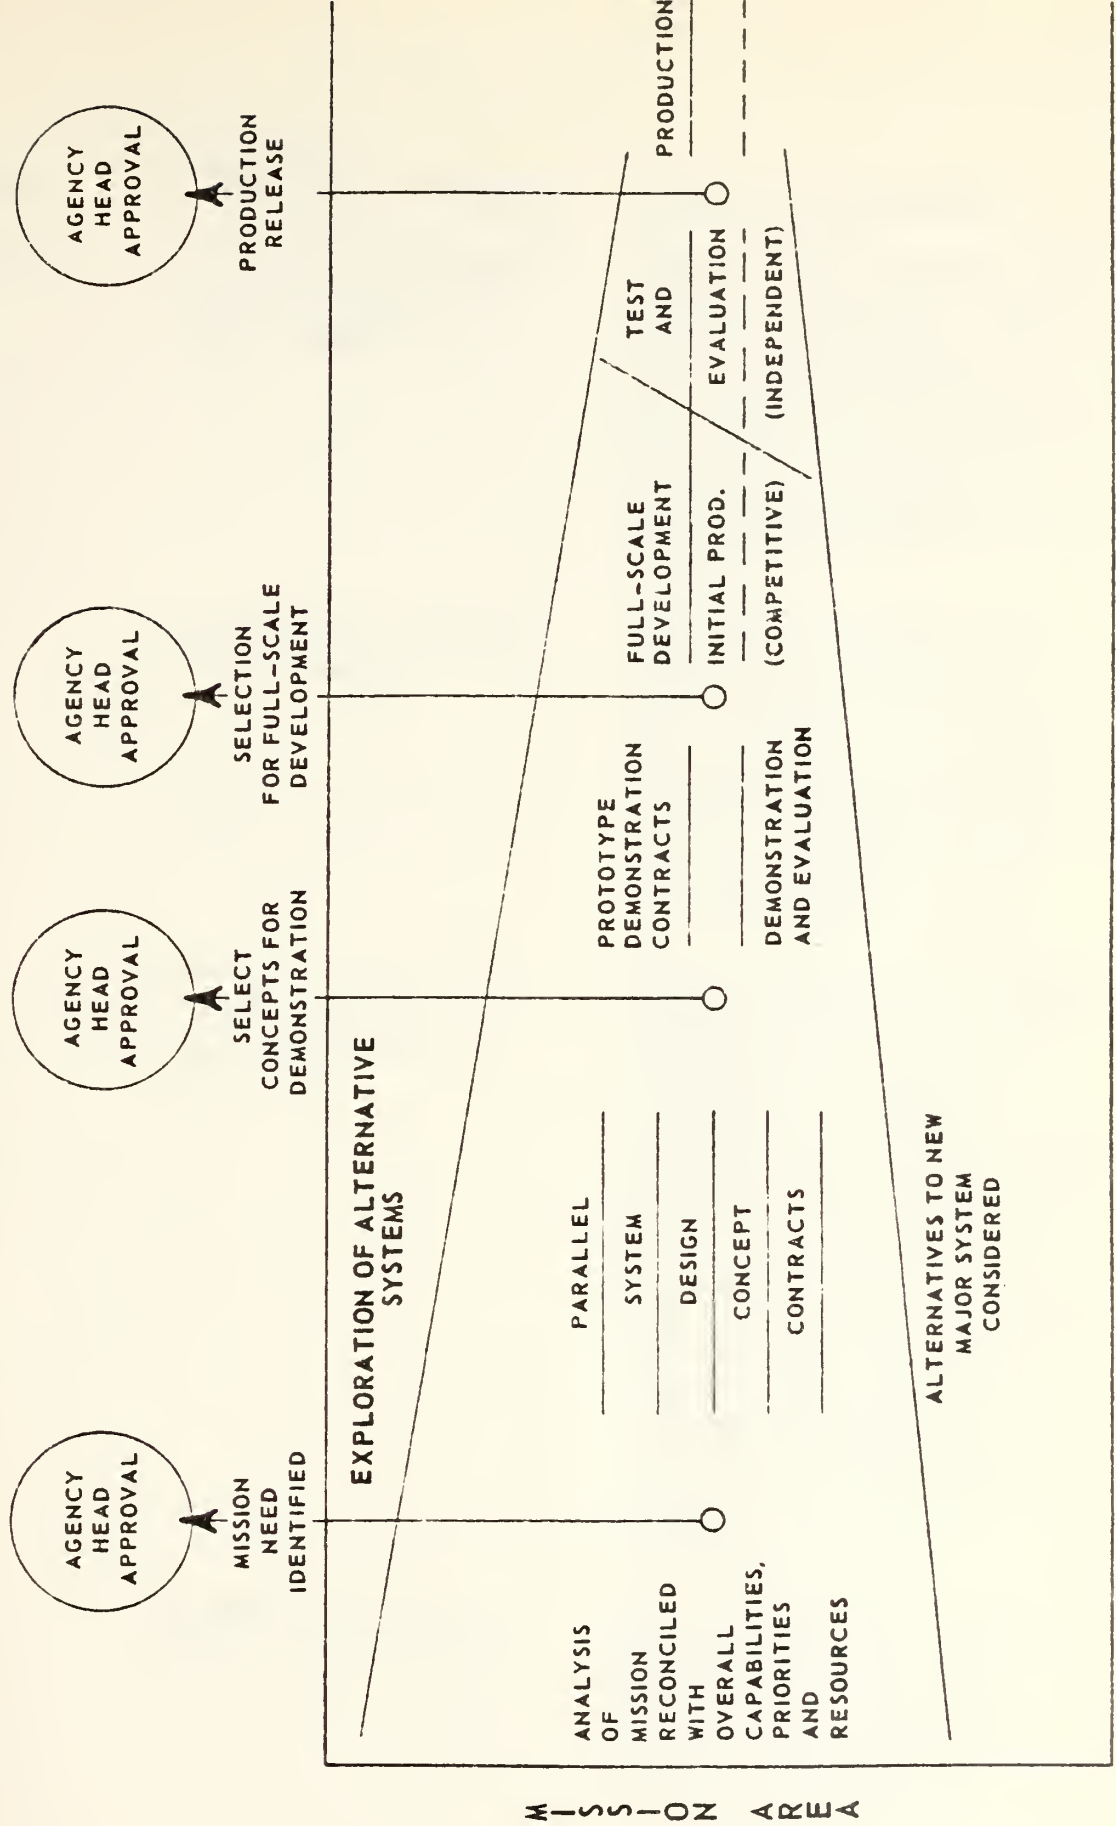 AGENCY
HEAD
APPROVAL
MISSION
NEED
IDENTIFIED
AGENCY
HEAD
APPROVAL
SELECT
CONCEPTS FOR
DEMONSTRATION
AGENCY
HEAD
APPROVAL
SELECTION
FOR FULL-SCALE
DEVELOPMENT
AGENCY
HEAD
APPROVAL
PRODUCTION
RELEASE
MISSION AREA
EXPLORATION OF ALTERNATIVE
SYSTEMS
ANALYSIS
OF
MISSION
RECONCILED
WITH
OVERALL
CAPABILITIES,
PRIORITIES
AND
RESOURCES
PARALLEL
SYSTEM
DESIGN
CONCEPT
CONTRACTS
PROTOTYPE
DEMONSTRATION
CONTRACTS
DEMONSTRATION
AND EVALUATION
FULL-SCALE
DEVELOPMENT
INITIAL PROD.
(COMPETITIVE)
TEST
AND
EVALUATION
(INDEPENDENT)
PRODUCTION
ALTERNATIVES TO NEW
MAJOR SYSTEM
CONSIDERED